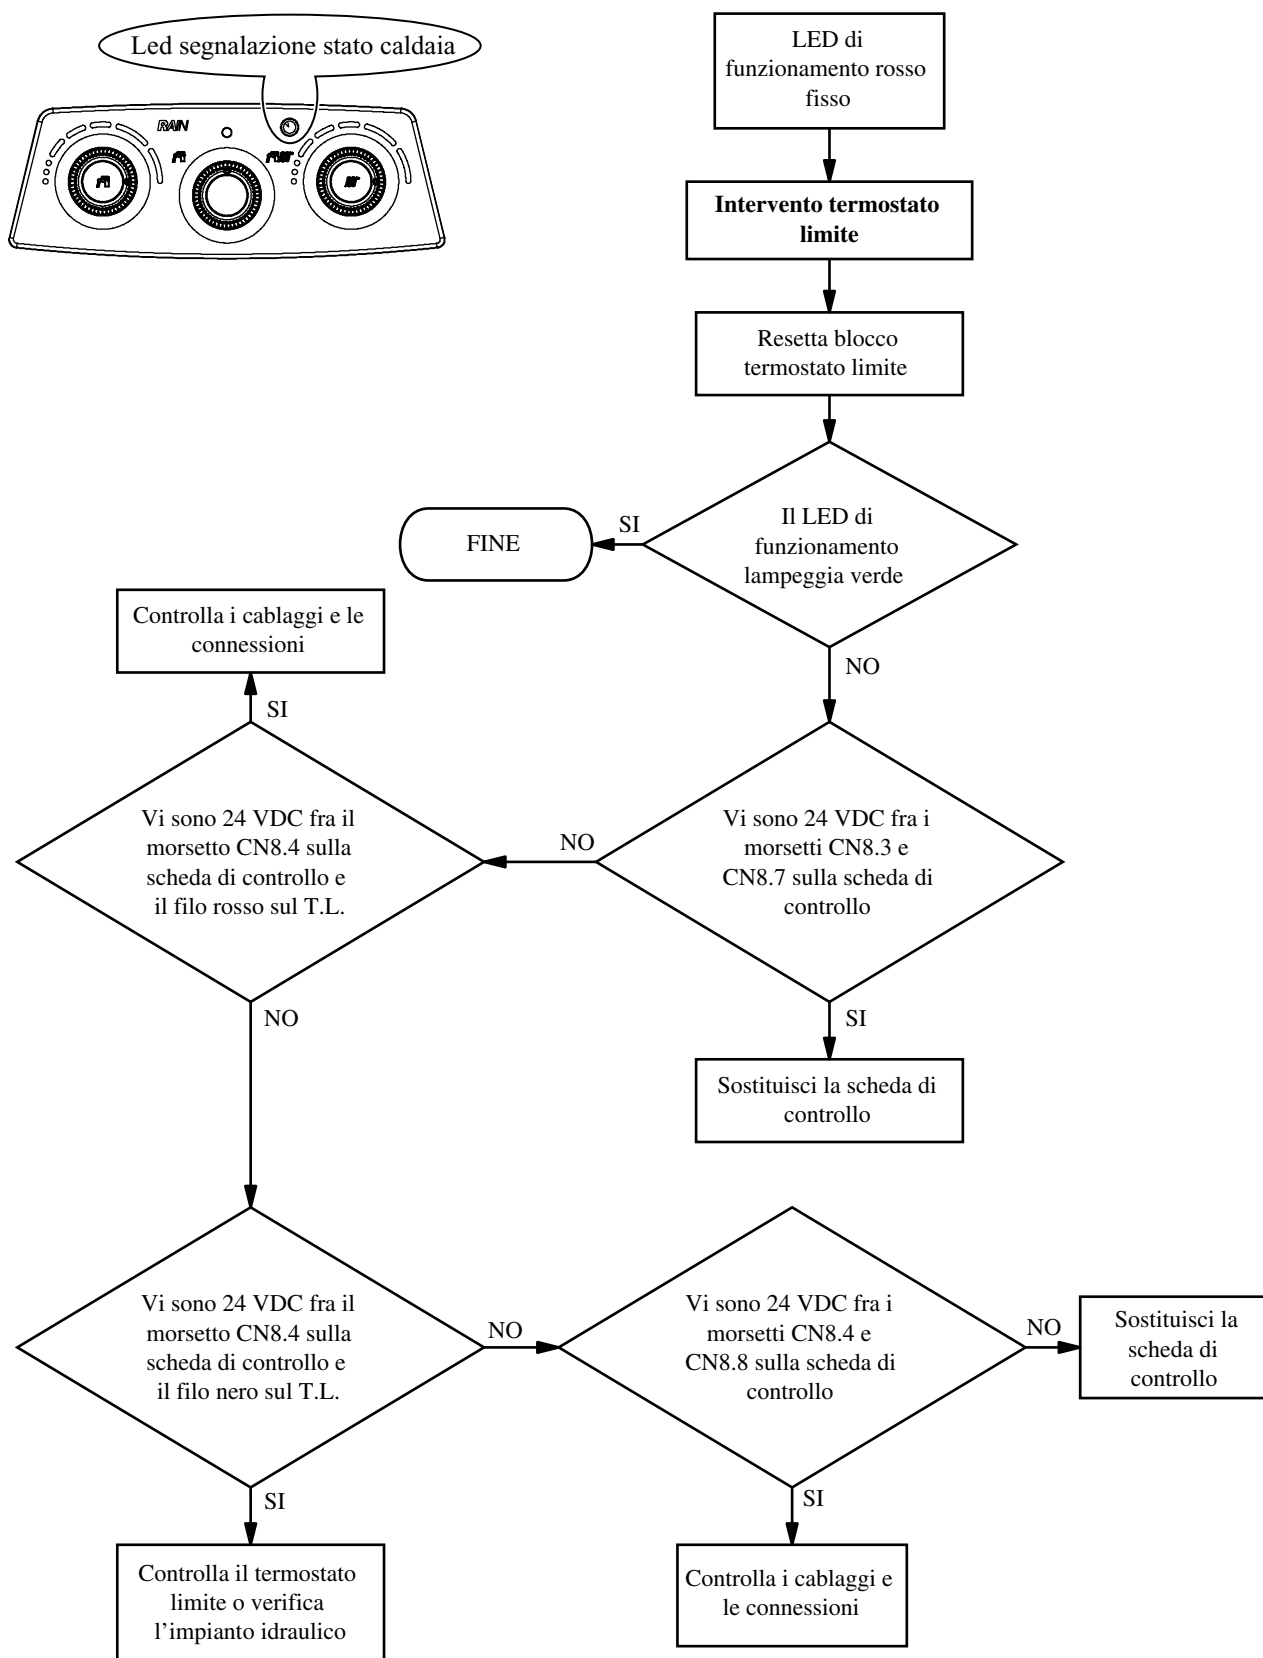 Led segnalazione stato caldaia
RAIN
LED di
funzionamento rosso
fisso
Intervento termostato
limite
Resetta blocco
termostato limite
Il LED di
funzionamento
lampeggia verde
SI
FINE
NO
Controlla i cablaggi e le
connessioni
SI
Vi sono 24 VDC fra il
morsetto CN8.4 sulla
scheda di controllo e
il filo rosso sul T.L.
NO
Vi sono 24 VDC fra i
morsetti CN8.3 e
CN8.7 sulla scheda di
controllo
NO
SI
Sostituisci la scheda di
controllo
Vi sono 24 VDC fra il
morsetto CN8.4 sulla
scheda di controllo e
il filo nero sul T.L.
NO
Vi sono 24 VDC fra i
morsetti CN8.4 e
CN8.8 sulla scheda di
controllo
NO
Sostituisci la
scheda di
controllo
SI
SI
Controlla il termostato
limite o verifica
l’impianto idraulico
Controlla i cablaggi e
le connessioni